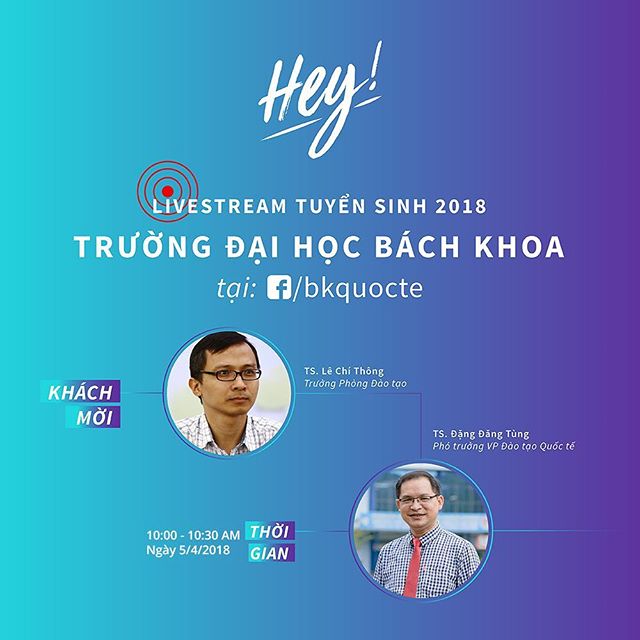 Hey!
LIVESTREAM TUYỂN SINH 2018
TRƯỜNG ĐẠI HỌC BÁCH KHOA
tại: f/bkquocte
TS. Lê Chí Thông
Trưởng Phòng Đào tạo
KHÁCH
MỜI
TS. Đặng Đăng Tùng
Phó trưởng VP Đào tạo Quốc tế
10:00 - 10:30 AM
Ngày 5/4/2018
THỜI
GIAN